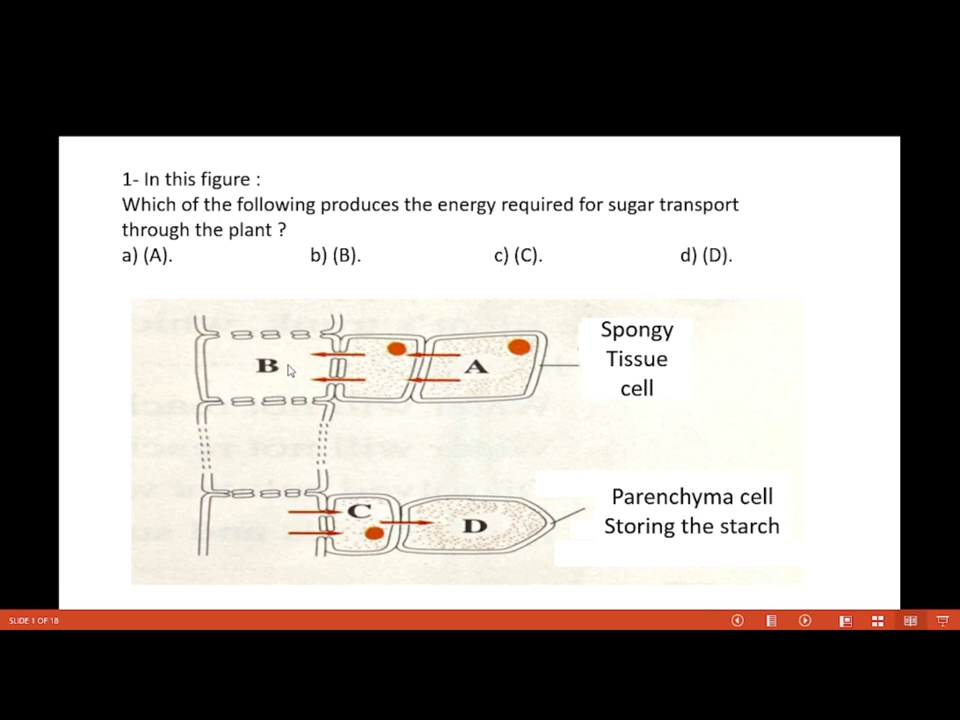 1- In this figure :
Which of the following produces the energy required for sugar transport
through the plant ?
a) (A). b) (B). c) (C). d) (D).
Spongy
Tissue
cell
B
A
C
D
Parenchyma cell
Storing the starch
SLIDE 1 OF 18